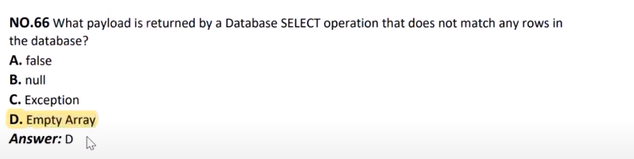 NO.66 What payload is returned by a Database SELECT operation that does not match any rows in
the database?
A. false
B. null
C. Exception
D. Empty Array
Answer: D